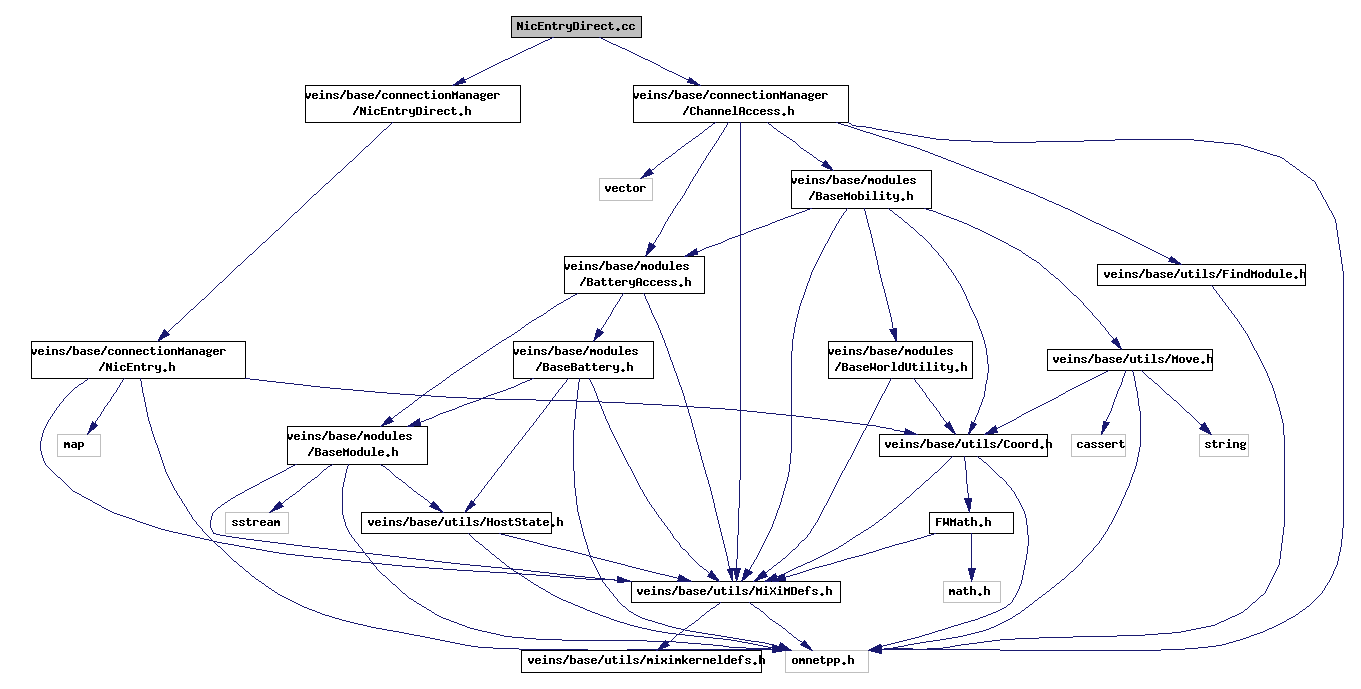 NicEntryDirect.cc
veins/base/connectionManager
/NicEntryDirect.h
veins/base/connectionManager
/ChannelAccess.h
vector
veins/base/modules
/BaseMobility.h
veins/base/modules
/BatteryAccess.h
veins/base/utils/FindModule.h
veins/base/connectionManager
/NicEntry.h
veins/base/modules
/BaseBattery.h
veins/base/modules
/BaseWorldUtility.h
veins/base/utils/Move.h
map
veins/base/modules
/BaseModule.h
veins/base/utils/Coord.h
cassert
string
sstream
veins/base/utils/HostState.h
FWMath.h
veins/base/utils/MiXiMDefs.h
math.h
veins/base/utils/miximkerneldefs.h
omnetpp.h